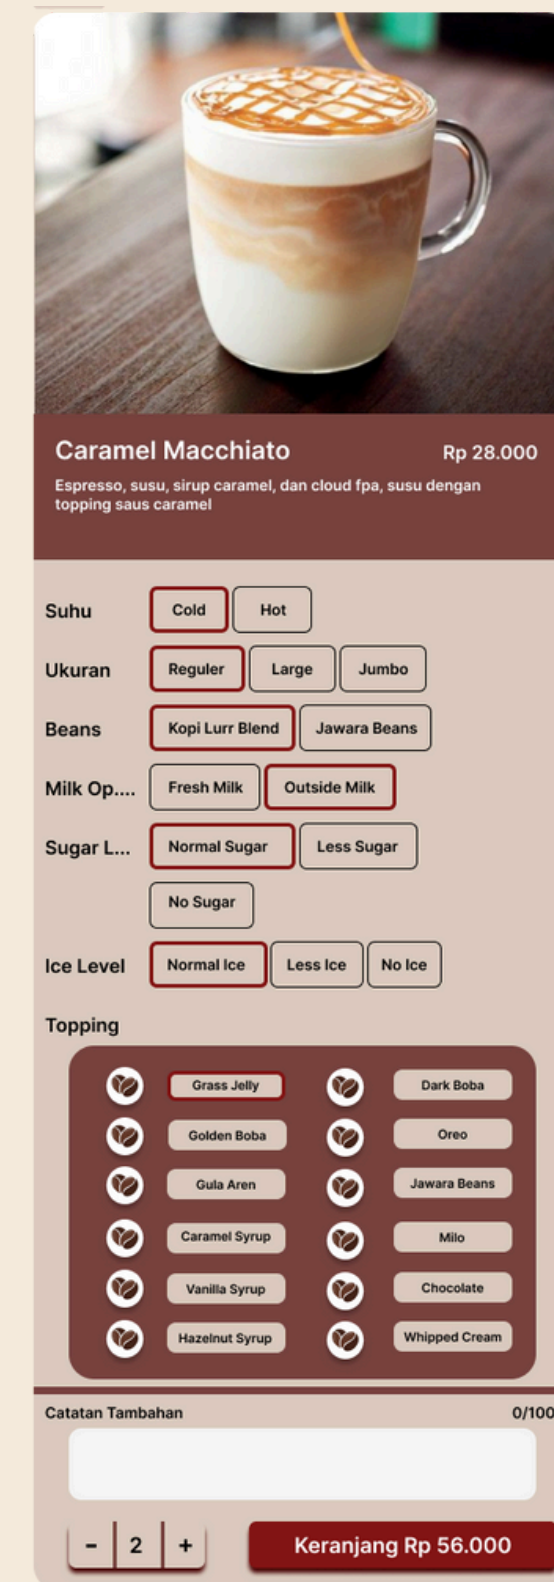 Caramel Macchiato
Rp 28.000
Espresso, susu, sirup caramel, dan cloud fpa, susu dengan
topping saus caramel
Suhu
Cold
Hot
Ukuran
Reguler
Large
Jumbo
Beans
Kopi Lurr Blend
Jawara Beans
Milk Op....
Fresh Milk
Outside Milk
Sugar L...
Normal Sugar
Less Sugar
No Sugar
Ice Level
Normal Ice
Less Ice
No Ice
Topping
Grass Jelly
Dark Boba
Golden Boba
Oreo
Gula Aren
Jawara Beans
Caramel Syrup
Milo
Vanilla Syrup
Chocolate
Hazelnut Syrup
Whipped Cream
Catatan Tambahan
0/100
- 2 +
Keranjang Rp 56.000